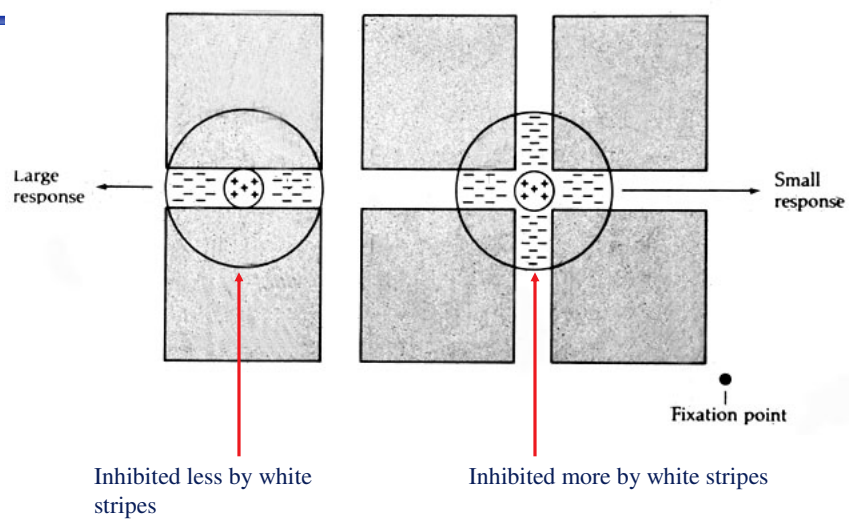 Large
response
Small
response
Fixation point
Inhibited less by white
stripes
Inhibited more by white stripes